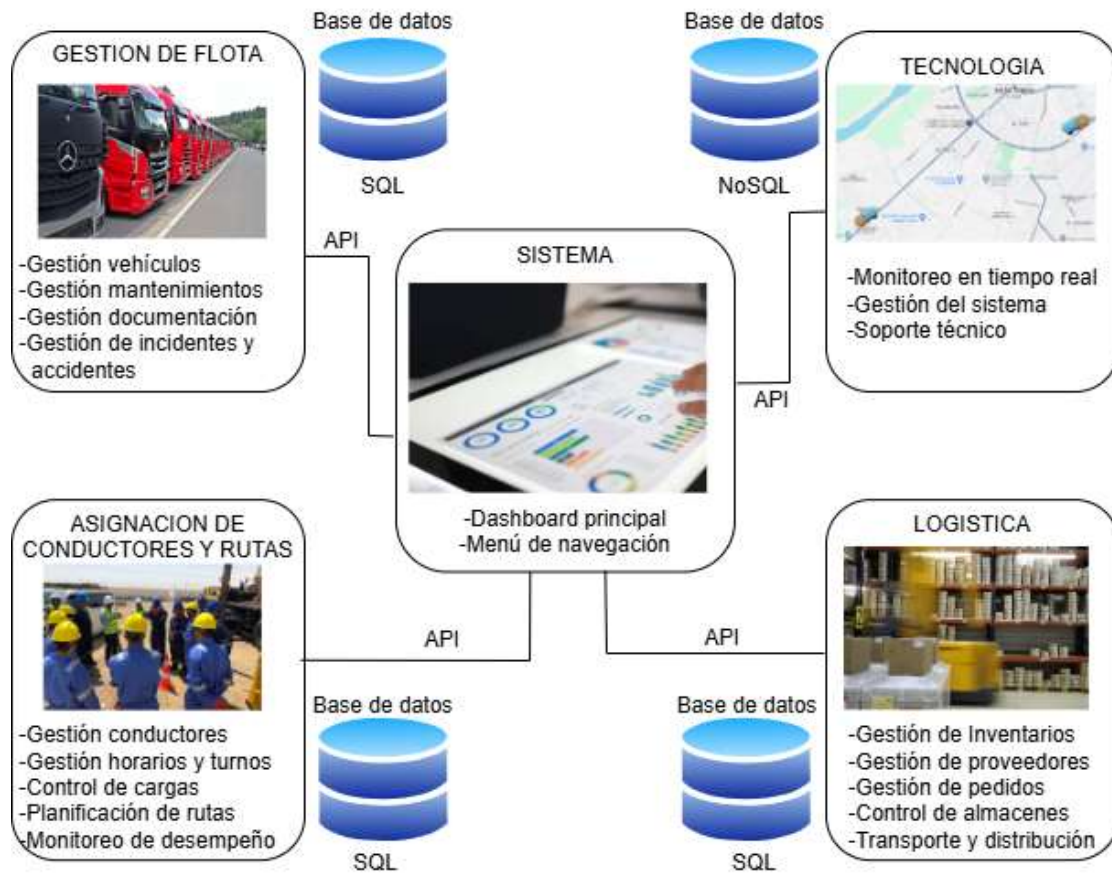 GESTION DE FLOTA
-Gestión vehículos
-Gestión mantenimientos
-Gestión documentación
-Gestión de incidentes y
accidentes
Base de datos
SQL
Base de datos
NoSQL
TECNOLOGIA
-Monitoreo en tiempo real
-Gestión del sistema
-Soporte técnico
API
SISTEMA
-Dashboard principal
-Menú de navegación
API
ASIGNACION DE
CONDUCTORES Y RUTAS
-Gestión conductores
-Gestión horarios y turnos
-Control de cargas
-Planificación de rutas
-Monitoreo de desempeño
API
Base de datos
SQL
API
Base de datos
SQL
LOGISTICA
-Gestión de Inventarios
-Gestión de proveedores
-Gestión de pedidos
-Control de almacenes
-Transporte y distribución